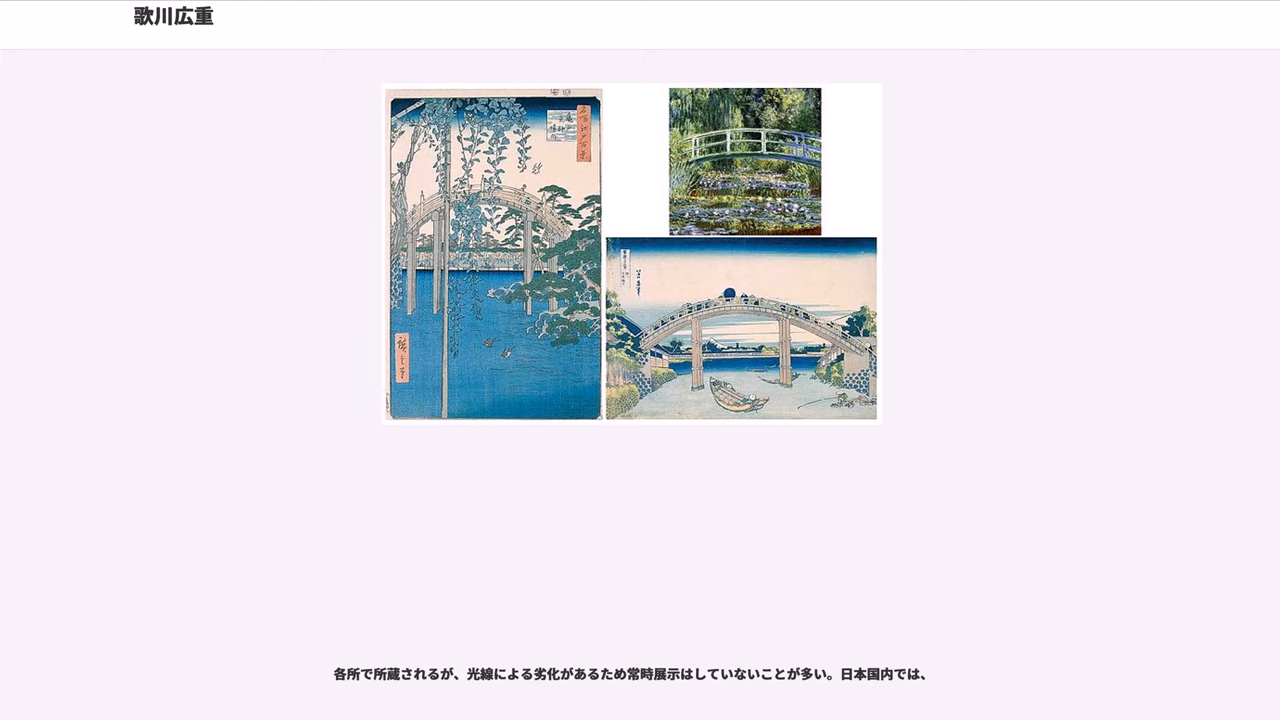 歌川広重
各所で所蔵されるが、光線による劣化があるため常時展示はしていないことが多い。日本国内では、